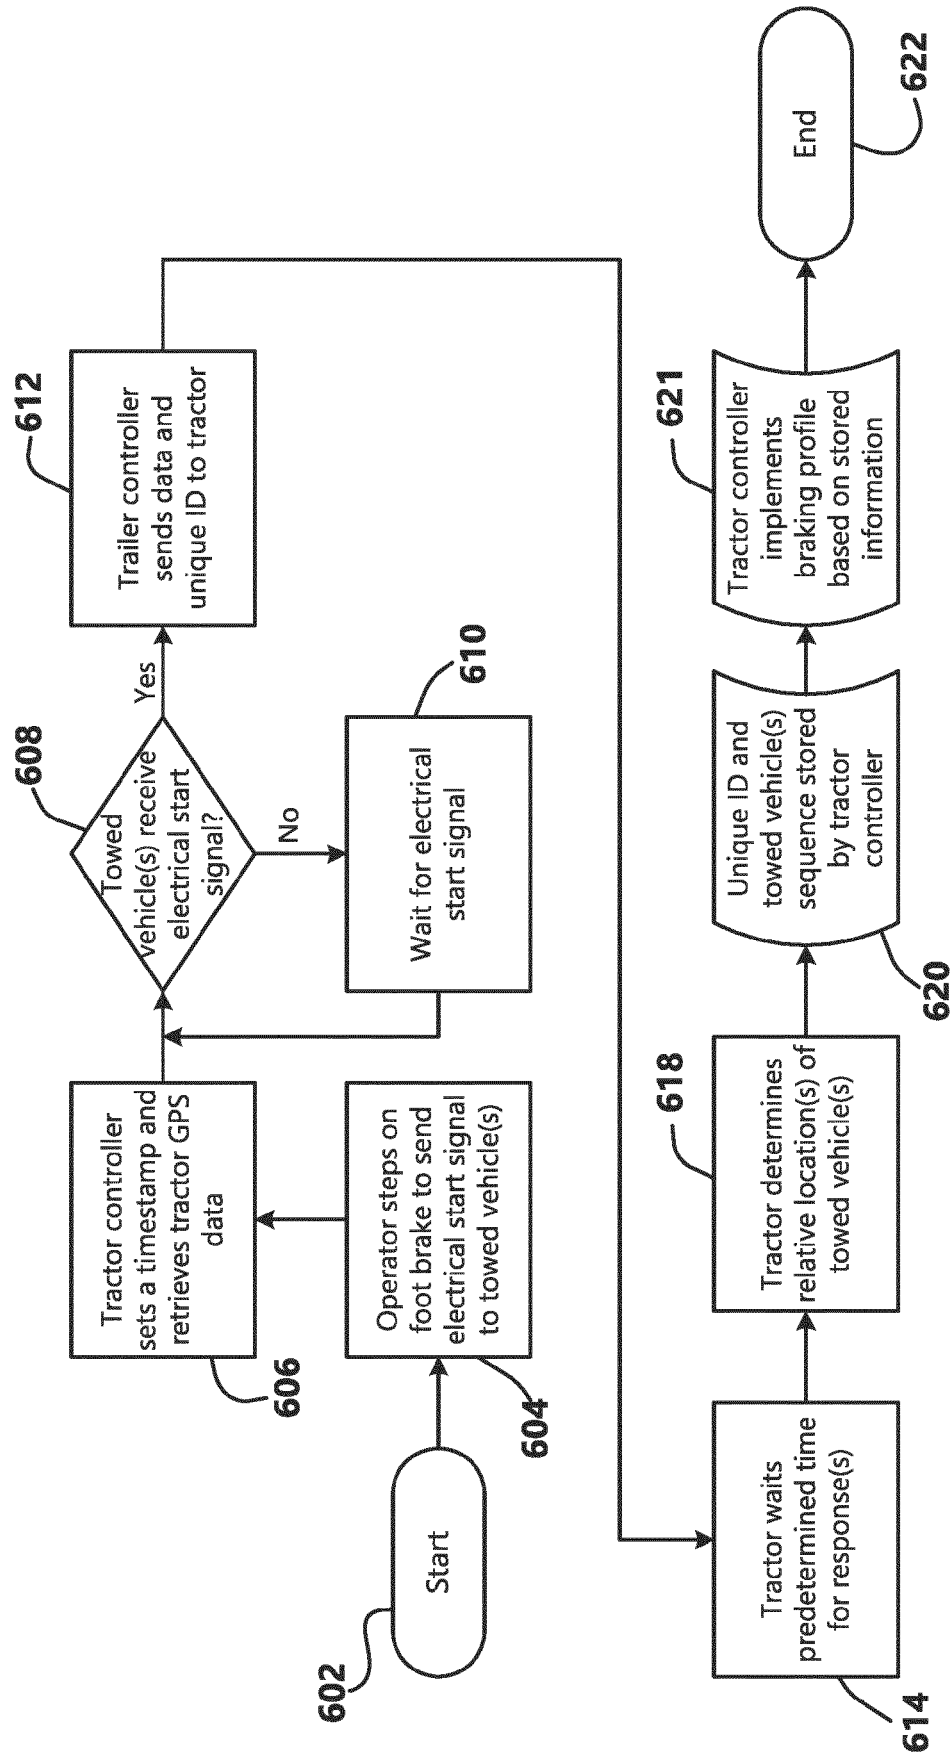 602
Start
604
Operator steps on
foot brake to send
electrical start signal
to towed vehicle(s)
606
Tractor controller
sets a timestamp and
retrieves tractor GPS
data
608
Towed
vehicle(s) receive
electrical start
signal?
Yes
No
610
Wait for electrical
start signal
612
Trailer controller
sends data and
unique ID to tractor
614
Tractor waits
predetermined time
for response(s)
618
Tractor determines
relative location(s) of
towed vehicle(s)
620
Unique ID and
towed vehicle(s)
sequence stored
by tractor
controller
621
Tractor controller
implements
braking profile
based on stored
information
End
622